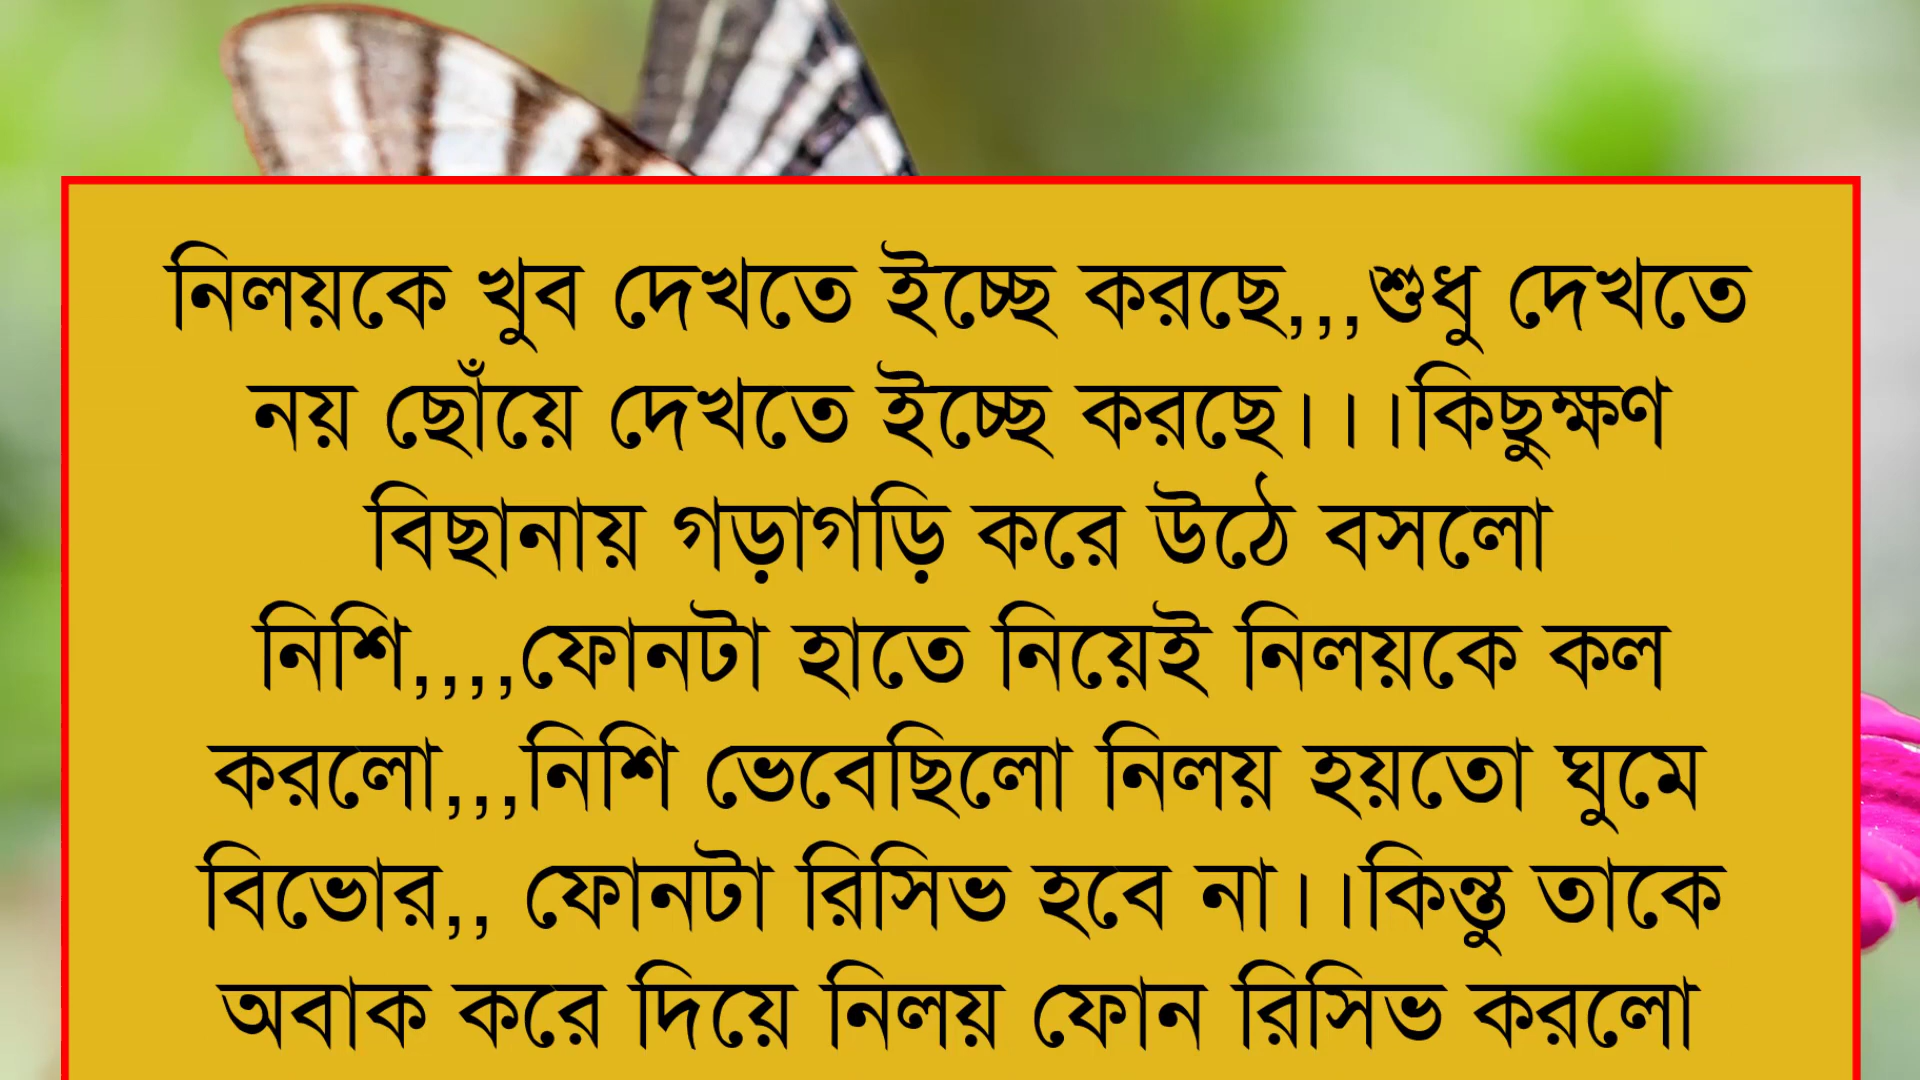 নিলয়কে খুব দেখতে ইচ্ছে করছে,,,শুধু দেখতে
নয় ছোঁয়ে দেখতে ইচ্ছে করছে।।।কিছুক্ষণ
বিছানায় গড়াগড়ি করে উঠে বসলো
নিশি,,,,ফোনটা হাতে নিয়েই নিলয়কে কল
করলো,,,নিশি ভেবেছিলো নিলয় হয়তো ঘুমে
বিভোর,, ফোনটা রিসিভ হবে না।।কিন্তু তাকে
অবাক করে দিয়ে নিলয় ফোন রিসিভ করলো